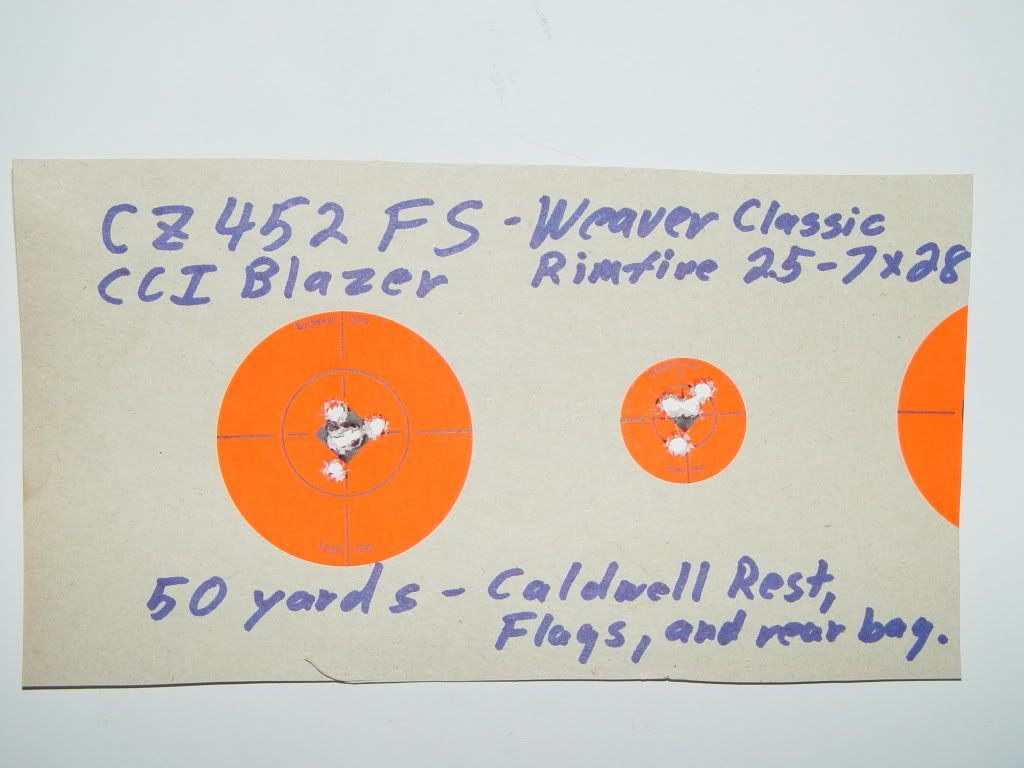 CZ 452 FS - Weaver Classic
CCI Blazer Rimfire 25-7x28
50 yards - Caldwell Rest,
Flags, and rear bag.